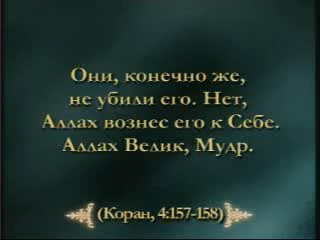 Они, конечно же,
не убили его. Нет,
Аллах вознес его к Себе.
Аллах Велик, Мудр.
(Коран, 4:157-158)